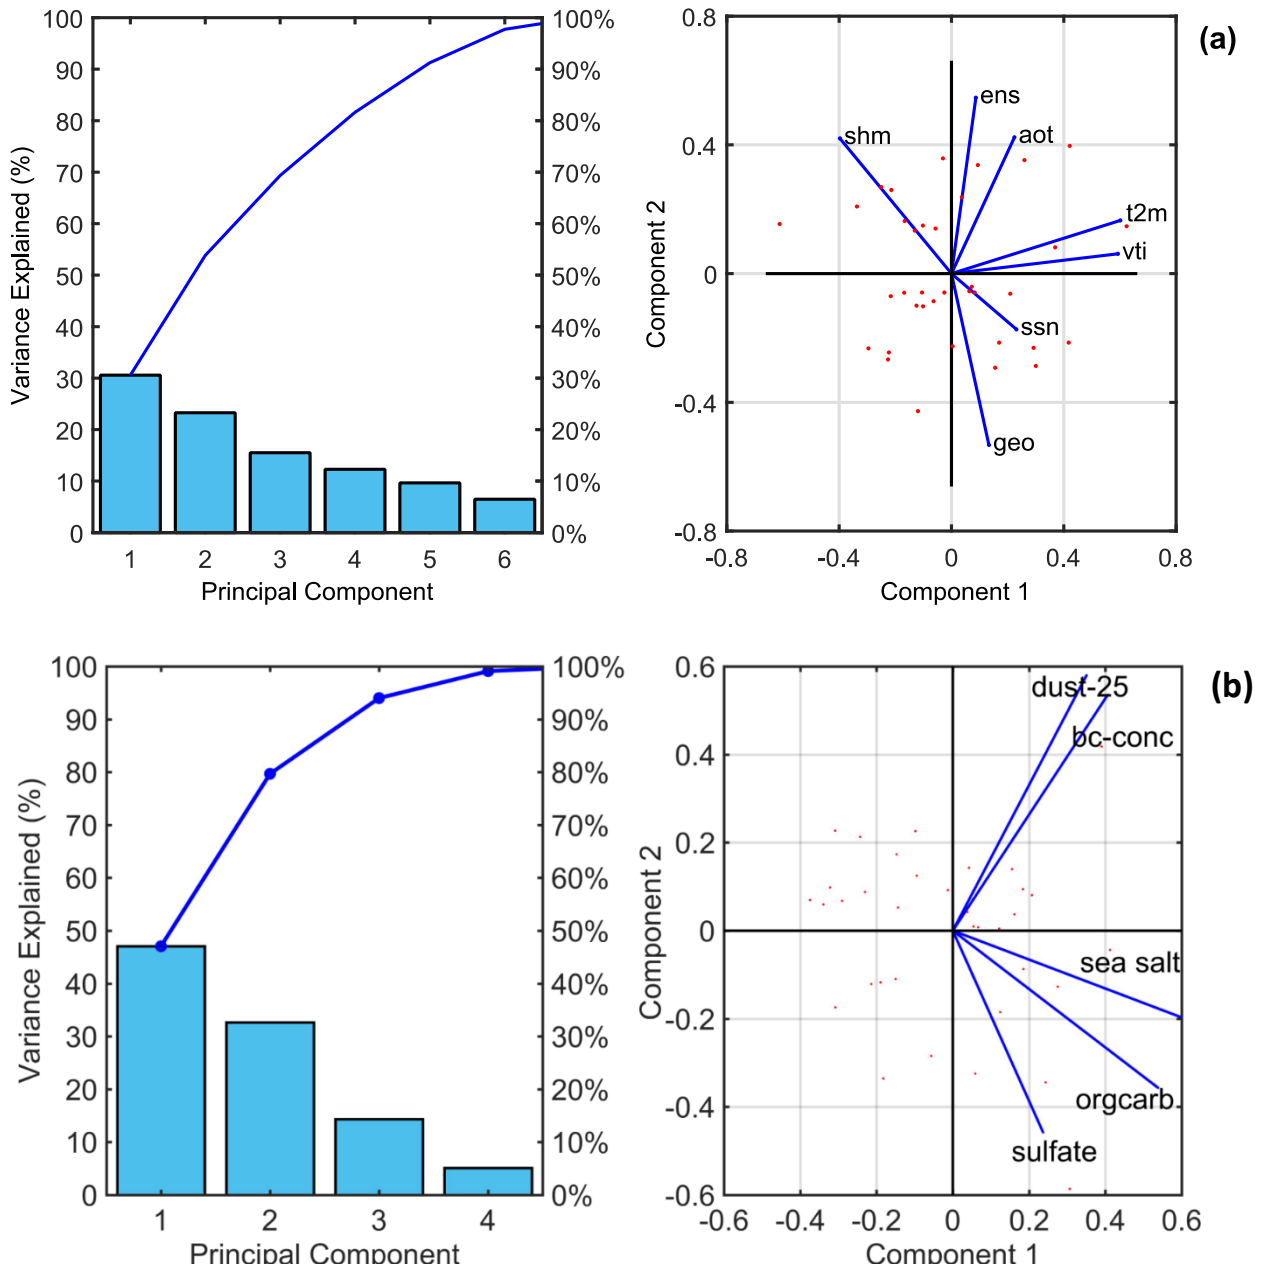 100
90
80
70
60
50
40
30
20
10
0
Variance Explained (%)
100%
90%
80%
70%
60%
50%
40%
30%
20%
10%
0%
1 2 3 4 5 6
Principal Component
(a)
0.8
0.4
0
-0.4
-0.8
Component 2
ens
aot
shm
t2m
vti
ssn
geo
-0.8 -0.4 0 0.4 0.8
Component 1
100
90
80
70
60
50
40
30
20
10
0
Variance Explained (%)
100%
90%
80%
70%
60%
50%
40%
30%
20%
10%
0%
1 2 3 4
Principal Component
(b)
0.6
0.4
0.2
0
-0.2
-0.4
-0.6
Component 2
dust-25
bc-conc
sea salt
orgcarb
sulfate
-0.6 -0.4 -0.2 0 0.2 0.4 0.6
Component 1